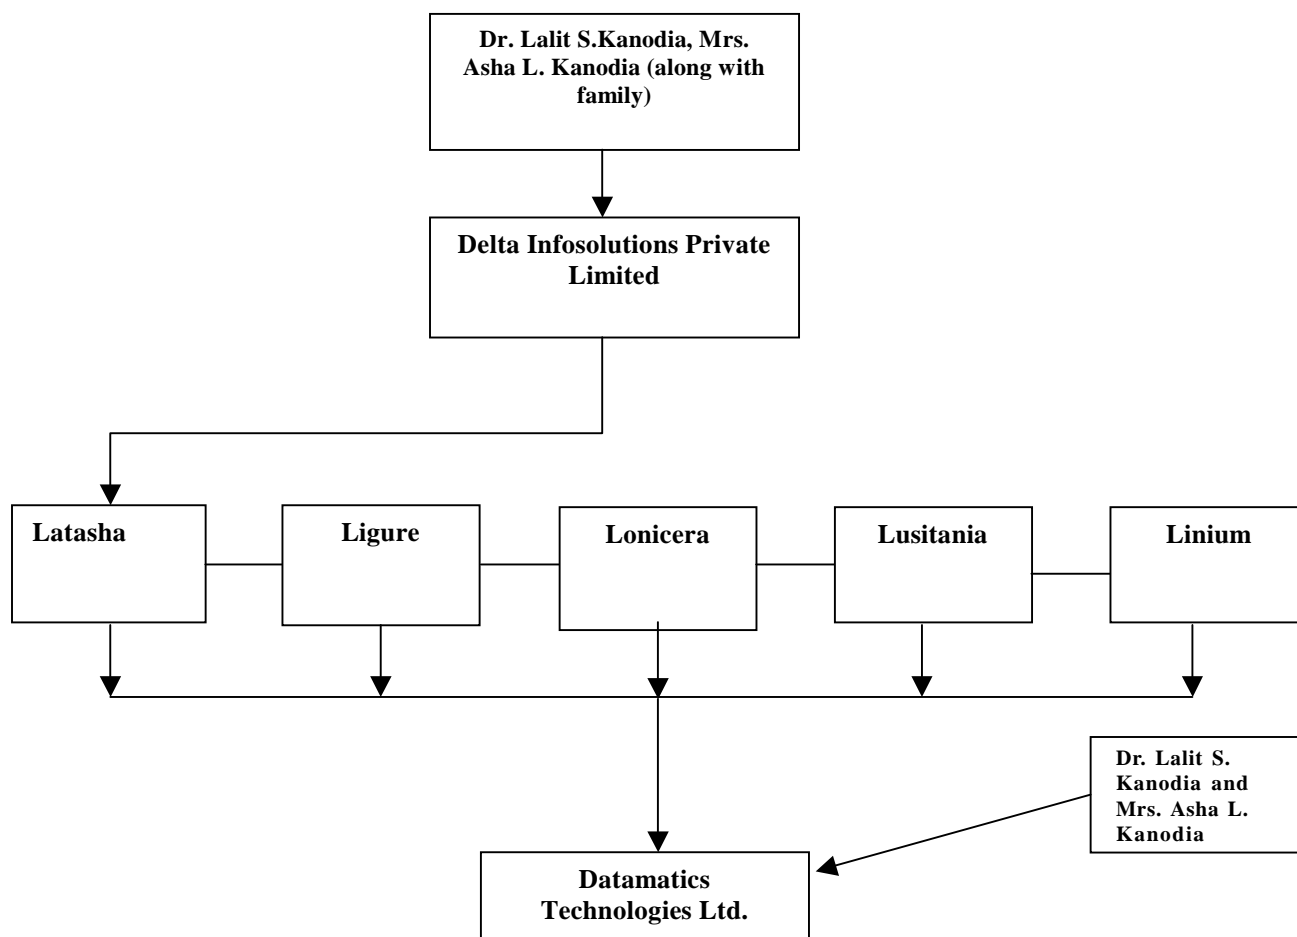 Dr. Lalit S.Kanodia, Mrs.
Asha L. Kanodia (along with
family)
Delta Infosolutions Private
Limited
Latasha
Ligure
Lonicera
Lusitania
Linium
Dr. Lalit S.
Kanodia and
Mrs. Asha L.
Kanodia
Datamatics
Technologies Ltd.